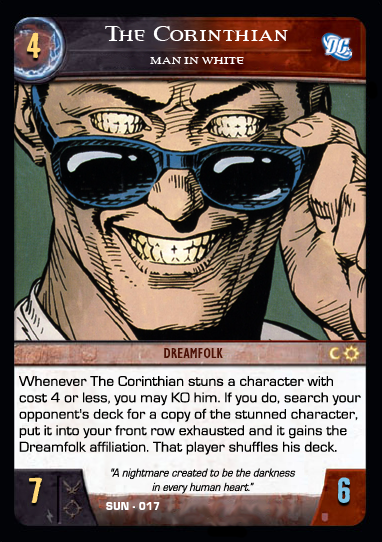 4
The Corinthian
MAN IN WHITE
DC
DREAMFOLK
Whenever The Corinthian stuns a character with
cost 4 or less, you may KO him. If you do, search your
opponent's deck for a copy of the stunned character,
put it into your front row exhausted and it gains the
Dreamfolk affiliation. That player shuffles his deck.
"A nightmare created to be the darkness
in every human heart."
7
SUN · 017
6